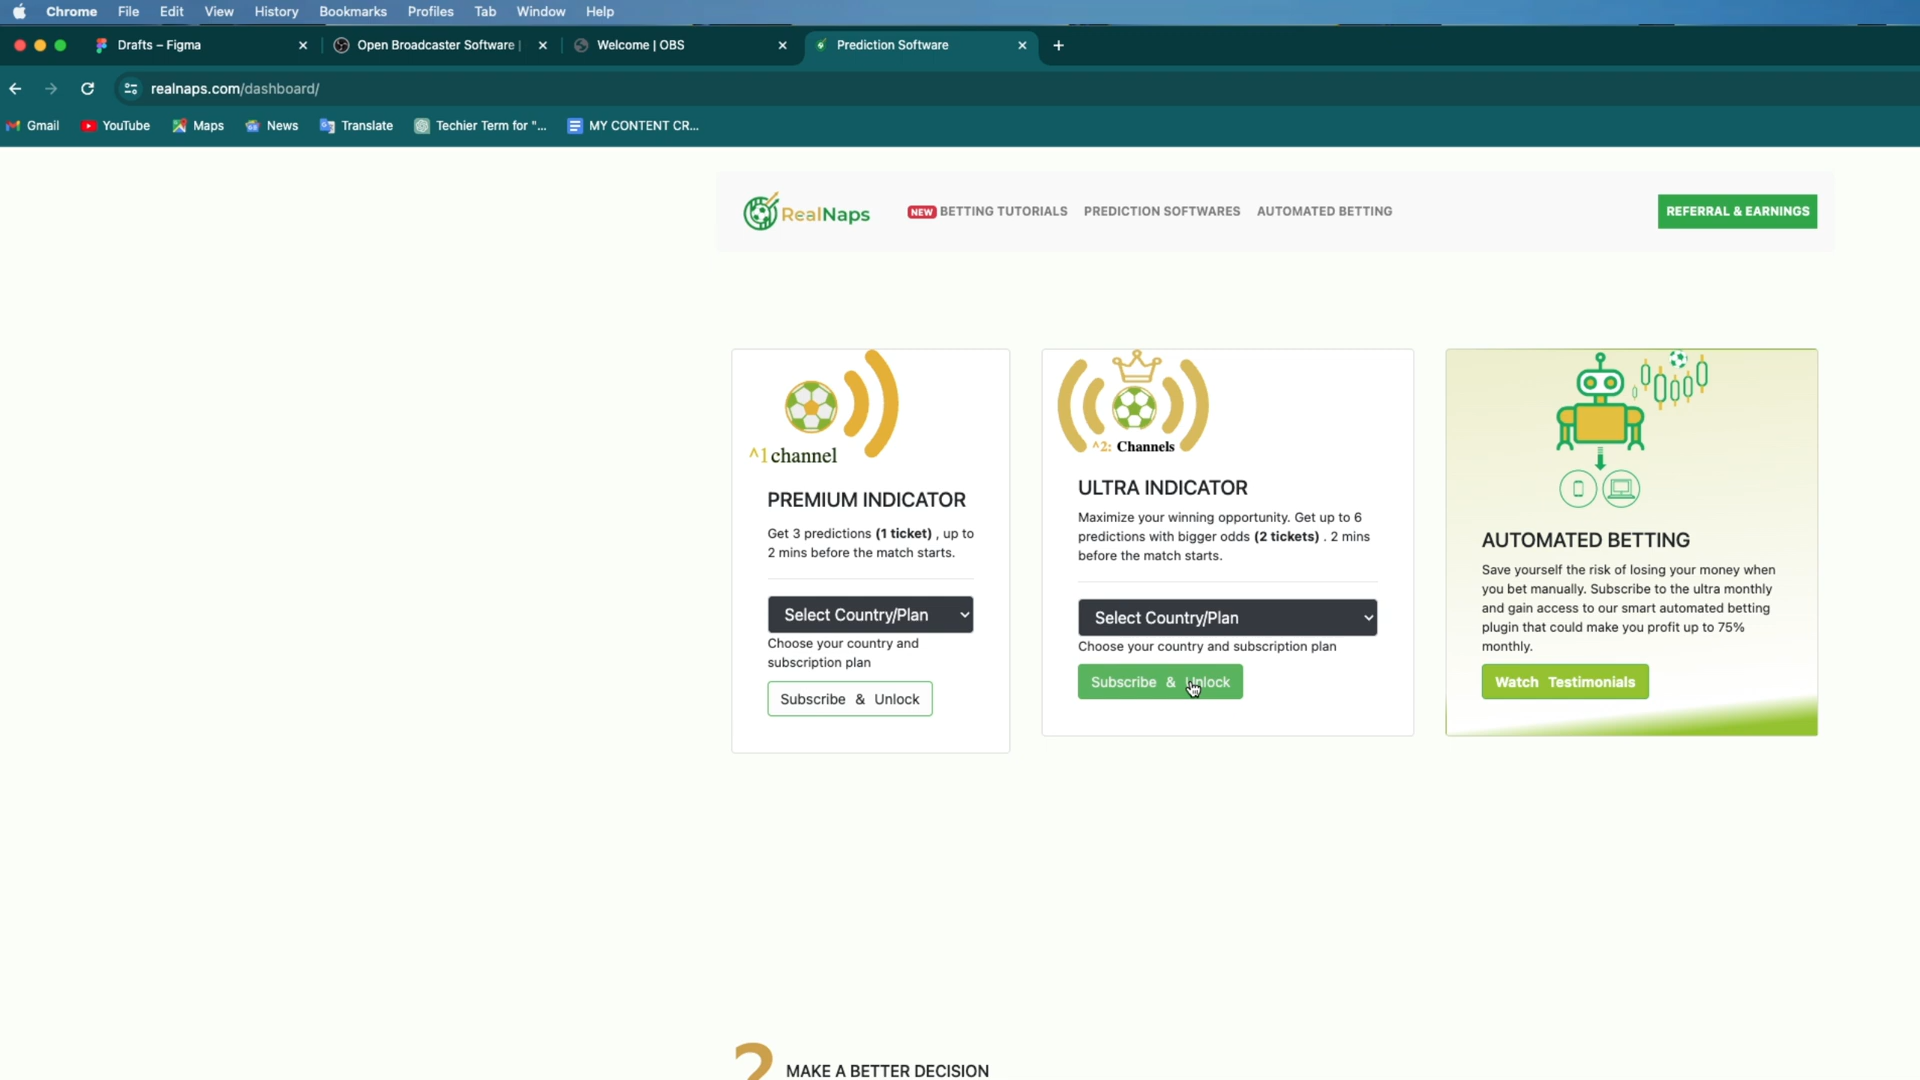 Chrome File Edit View History Bookmarks Profiles Tab Window Help
Drafts – Figma Open Broadcaster Software | Welcome | OBS Prediction Software
realnaps.com/dashboard/
Gmail YouTube Maps News Translate Techier Term for "... MY CONTENT CR...
RealNaps NEW BETTING TUTORIALS PREDICTION SOFTWARES AUTOMATED BETTING REFERRAL & EARNINGS
^1 channel
PREMIUM INDICATOR
Get 3 predictions (1 ticket) , up to
2 mins before the match starts.
Select Country/Plan
Choose your country and
subscription plan
Subscribe & Unlock
^2: Channels
ULTRA INDICATOR
Maximize your winning opportunity. Get up to 6
predictions with bigger odds (2 tickets) . 2 mins
before the match starts.
Select Country/Plan
Choose your country and subscription plan
Subscribe & Unlock
AUTOMATED BETTING
Save yourself the risk of losing your money when
you bet manually. Subscribe to the ultra monthly
and gain access to our smart automated betting
plugin that could make you profit up to 75%
monthly.
Watch Testimonials
2 MAKE A BETTER DECISION